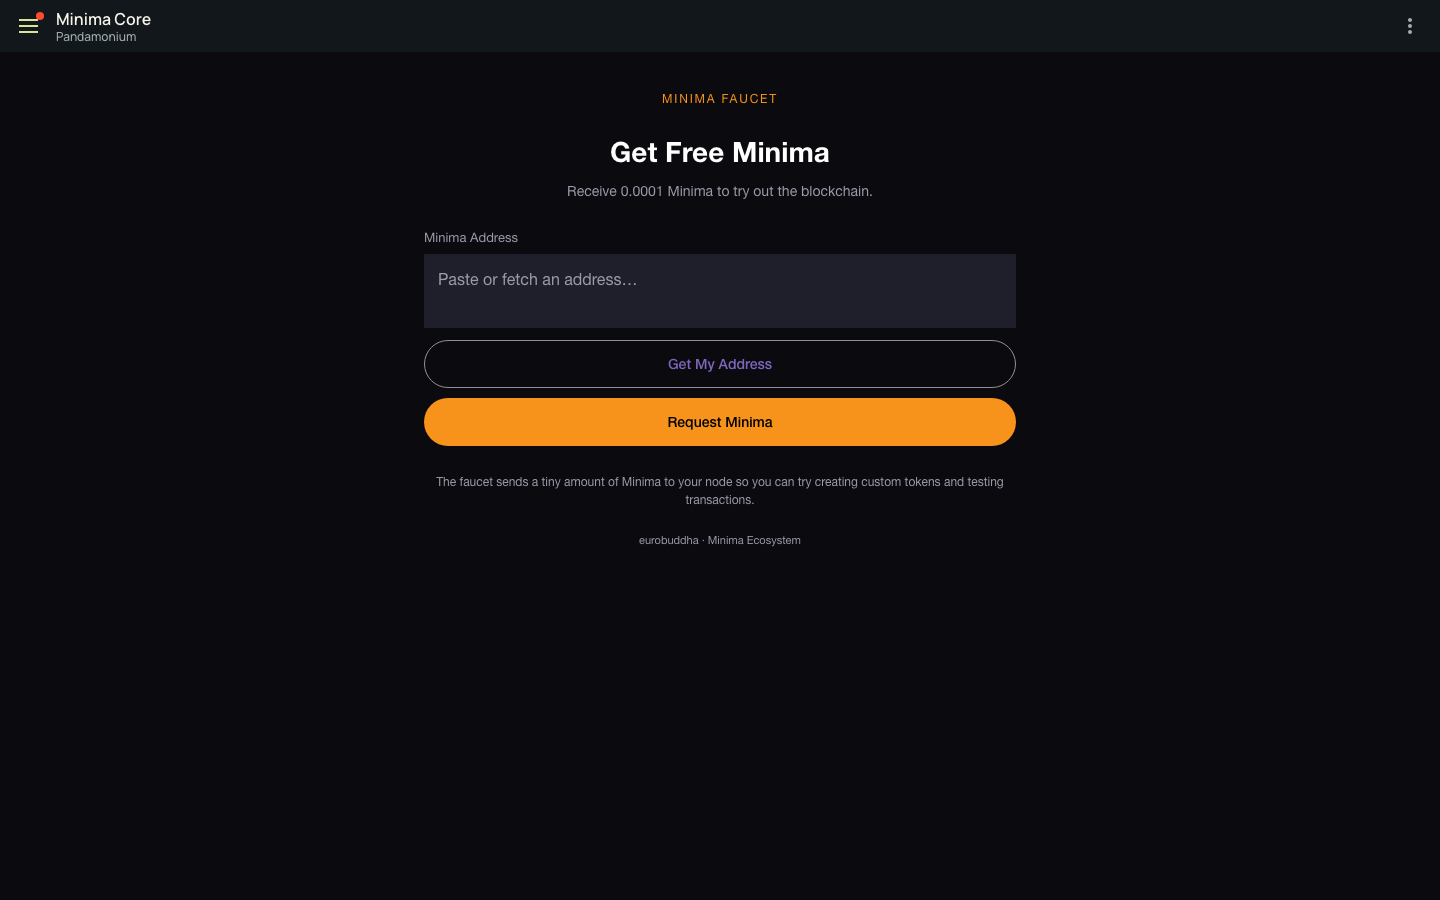 Minima Core
Pandamonium
MINIMA FAUCET
Get Free Minima
Receive 0.0001 Minima to try out the blockchain.
Minima Address
Paste or fetch an address…
Get My Address
Request Minima
The faucet sends a tiny amount of Minima to your node so you can try creating custom tokens and testing
transactions.
eurobuddha · Minima Ecosystem